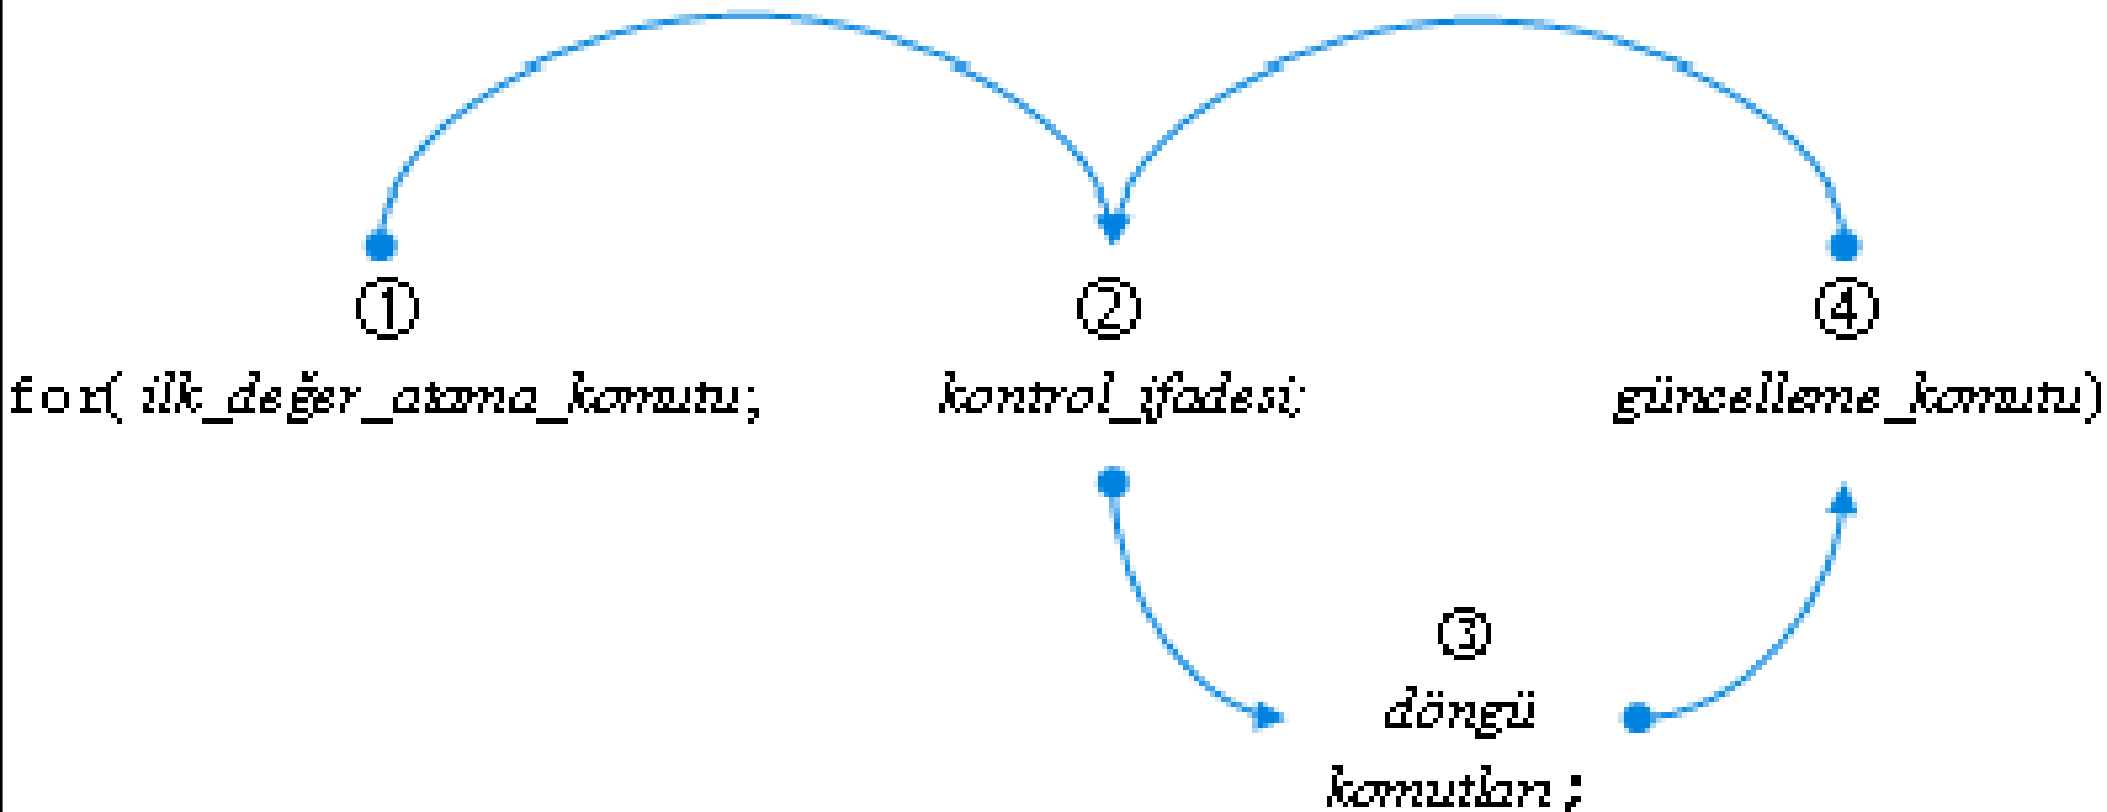 ① ② ④
for( ilk_değer_atama_komutu; kontrol_ifadesi; güncelleme_komutu)
③
döngü
komutları;